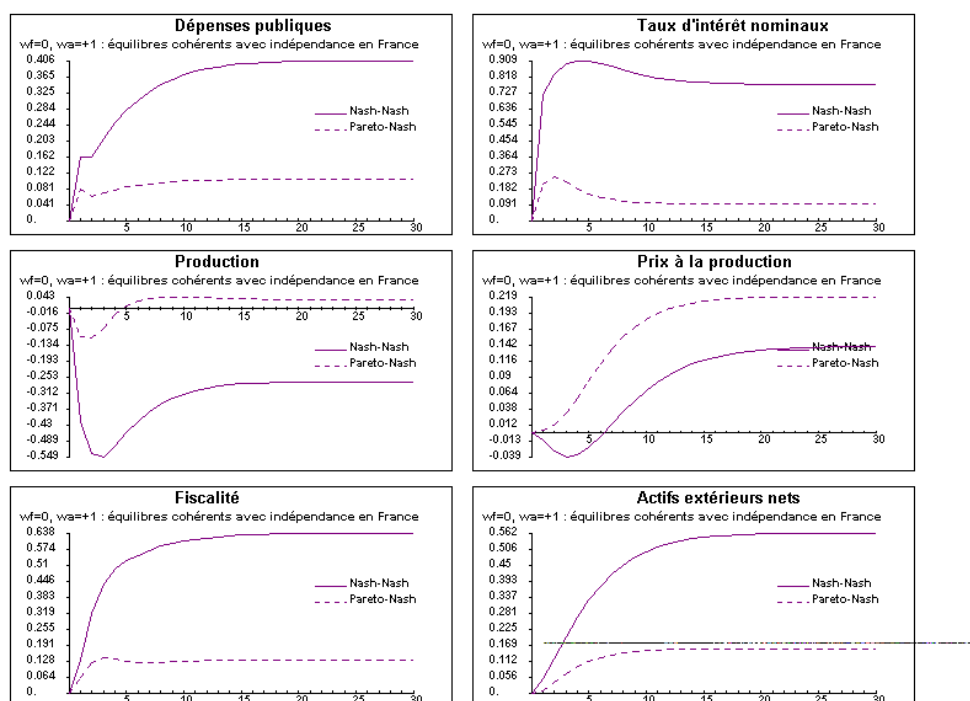 Dépenses publiques
wf=0, wa=+1 : équilibres cohérents avec indépendance en France
0.406
0.365
0.325
0.284
0.244
0.203
0.162
0.122
0.081
0.041
0.
5 10 15 20 25 30
Nash-Nash
Pareto-Nash
Taux d'intérêt nominaux
wf=0, wa=+1 : équilibres cohérents avec indépendance en France
0.909
0.818
0.727
0.636
0.545
0.454
0.364
0.273
0.182
0.091
0.
5 10 15 20 25 30
Nash-Nash
Pareto-Nash
Production
wf=0, wa=+1 : équilibres cohérents avec indépendance en France
0.043
-0.016
-0.075
-0.134
-0.193
-0.253
-0.312
-0.371
-0.43
-0.489
-0.549
5 10 15 20 25 30
Nash-Nash
Pareto-Nash
Prix à la production
wf=0, wa=+1 : équilibres cohérents avec indépendance en France
0.219
0.193
0.167
0.142
0.116
0.09
0.064
0.038
0.012
-0.013
-0.039
5 10 15 20 25 30
Nash-Nash
Pareto-Nash
Fiscalité
wf=0, wa=+1 : équilibres cohérents avec indépendance en France
0.638
0.574
0.51
0.446
0.383
0.319
0.255
0.191
0.128
0.064
0.
5 10 15 20 25 30
Nash-Nash
Pareto-Nash
Actifs extérieurs nets
wf=0, wa=+1 : équilibres cohérents avec indépendance en France
0.562
0.506
0.45
0.393
0.337
0.281
0.225
0.169
0.112
0.056
0.
5 10 15 20 25 30
Nash-Nash
Pareto-Nash